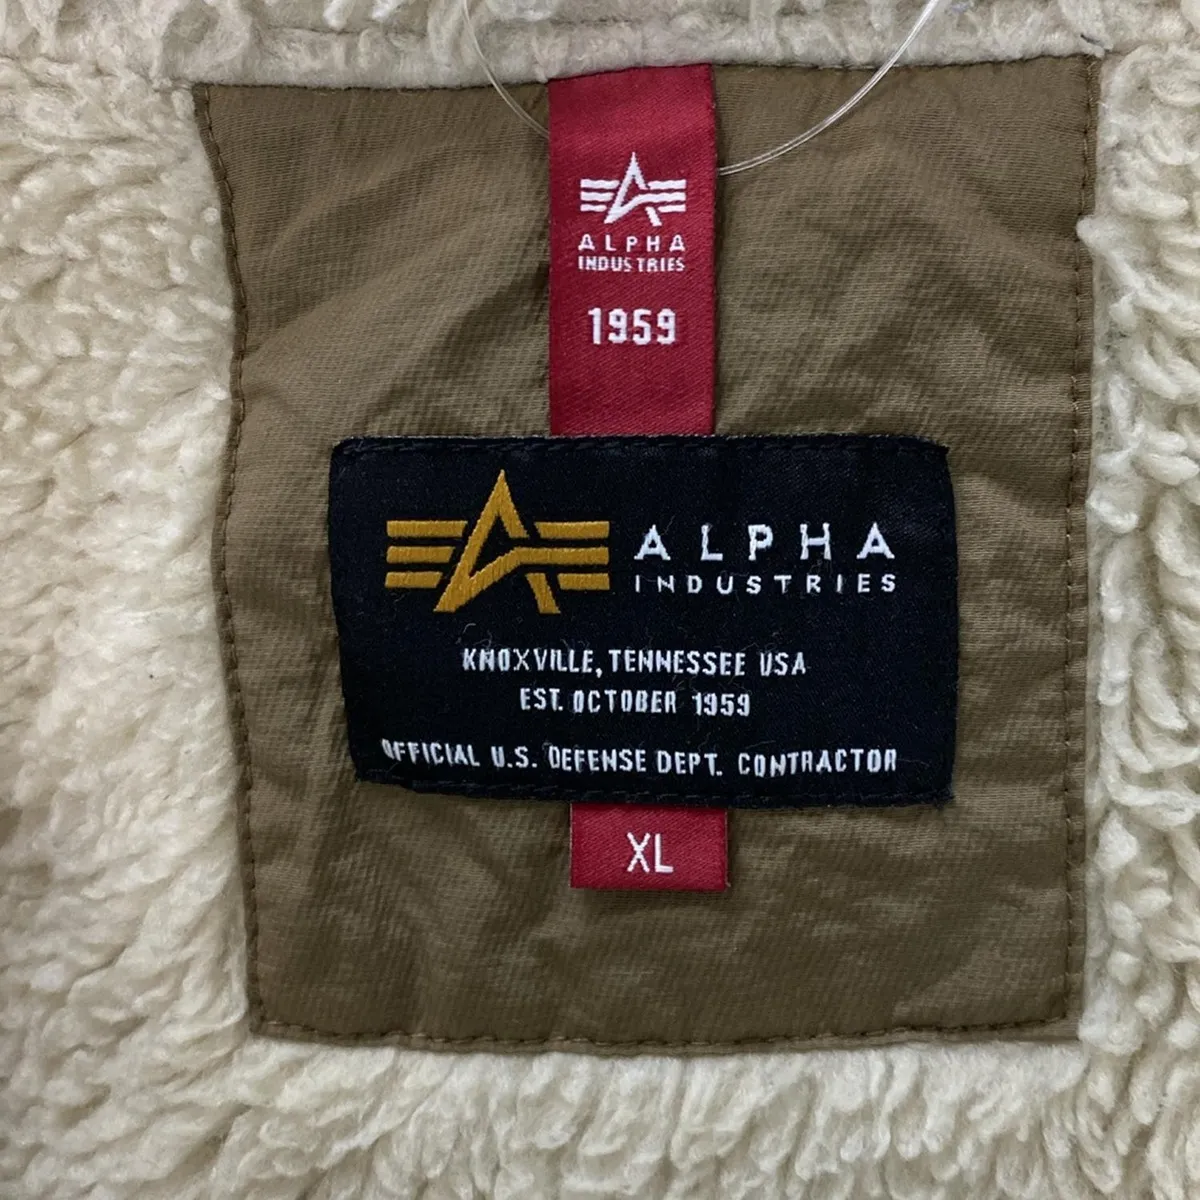 ALPHA
INDUSTRIES
1959
ALPHA
INDUSTRIES
KNOXVILLE, TENNESSEE USA
EST. OCTOBER 1959
OFFICIAL U.S. DEFENSE DEPT. CONTRACTOR
XL